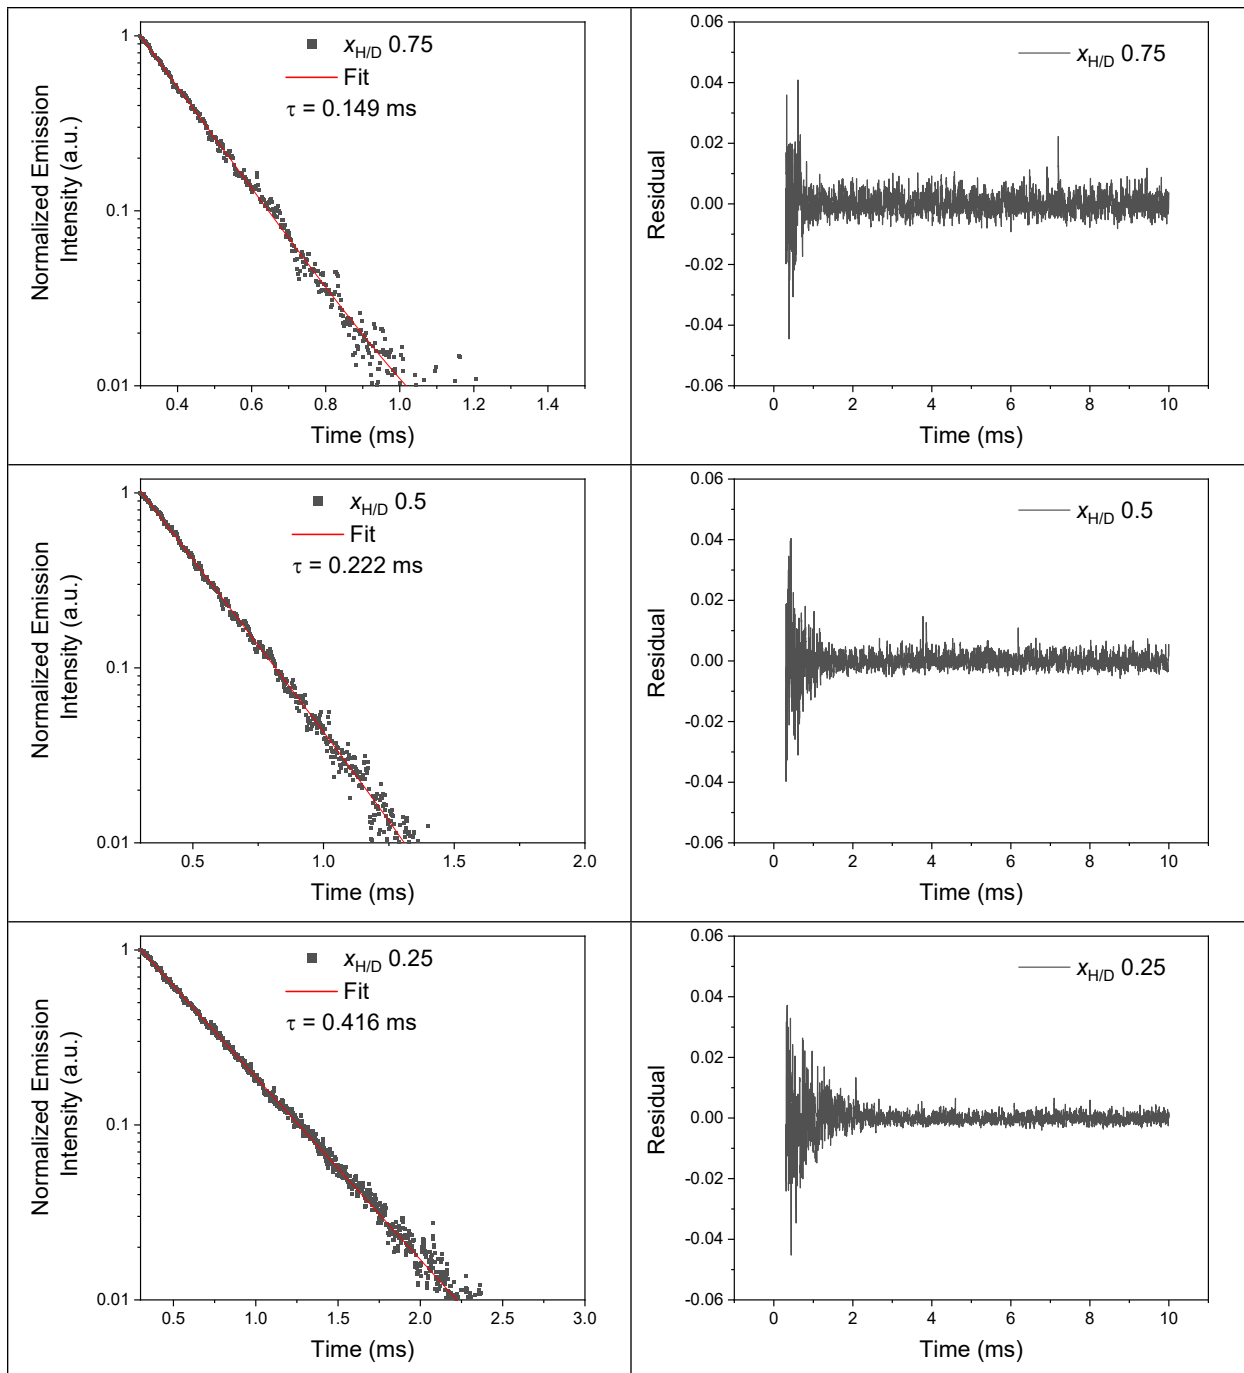 1
0.1
0.01
Normalized Emission
Intensity (a.u.)
x_H/D 0.75
Fit
τ = 0.149 ms
0.4 0.6 0.8 1.0 1.2 1.4
Time (ms)
0.06
0.04
0.02
0.00
-0.02
-0.04
-0.06
Residual
x_H/D 0.75
0 2 4 6 8 10
Time (ms)
1
0.1
0.01
Normalized Emission
Intensity (a.u.)
x_H/D 0.5
Fit
τ = 0.222 ms
0.5 1.0 1.5 2.0
Time (ms)
0.06
0.04
0.02
0.00
-0.02
-0.04
-0.06
Residual
x_H/D 0.5
0 2 4 6 8 10
Time (ms)
1
0.1
0.01
Normalized Emission
Intensity (a.u.)
x_H/D 0.25
Fit
τ = 0.416 ms
0.5 1.0 1.5 2.0 2.5 3.0
Time (ms)
0.06
0.04
0.02
0.00
-0.02
-0.04
-0.06
Residual
x_H/D 0.25
0 2 4 6 8 10
Time (ms)